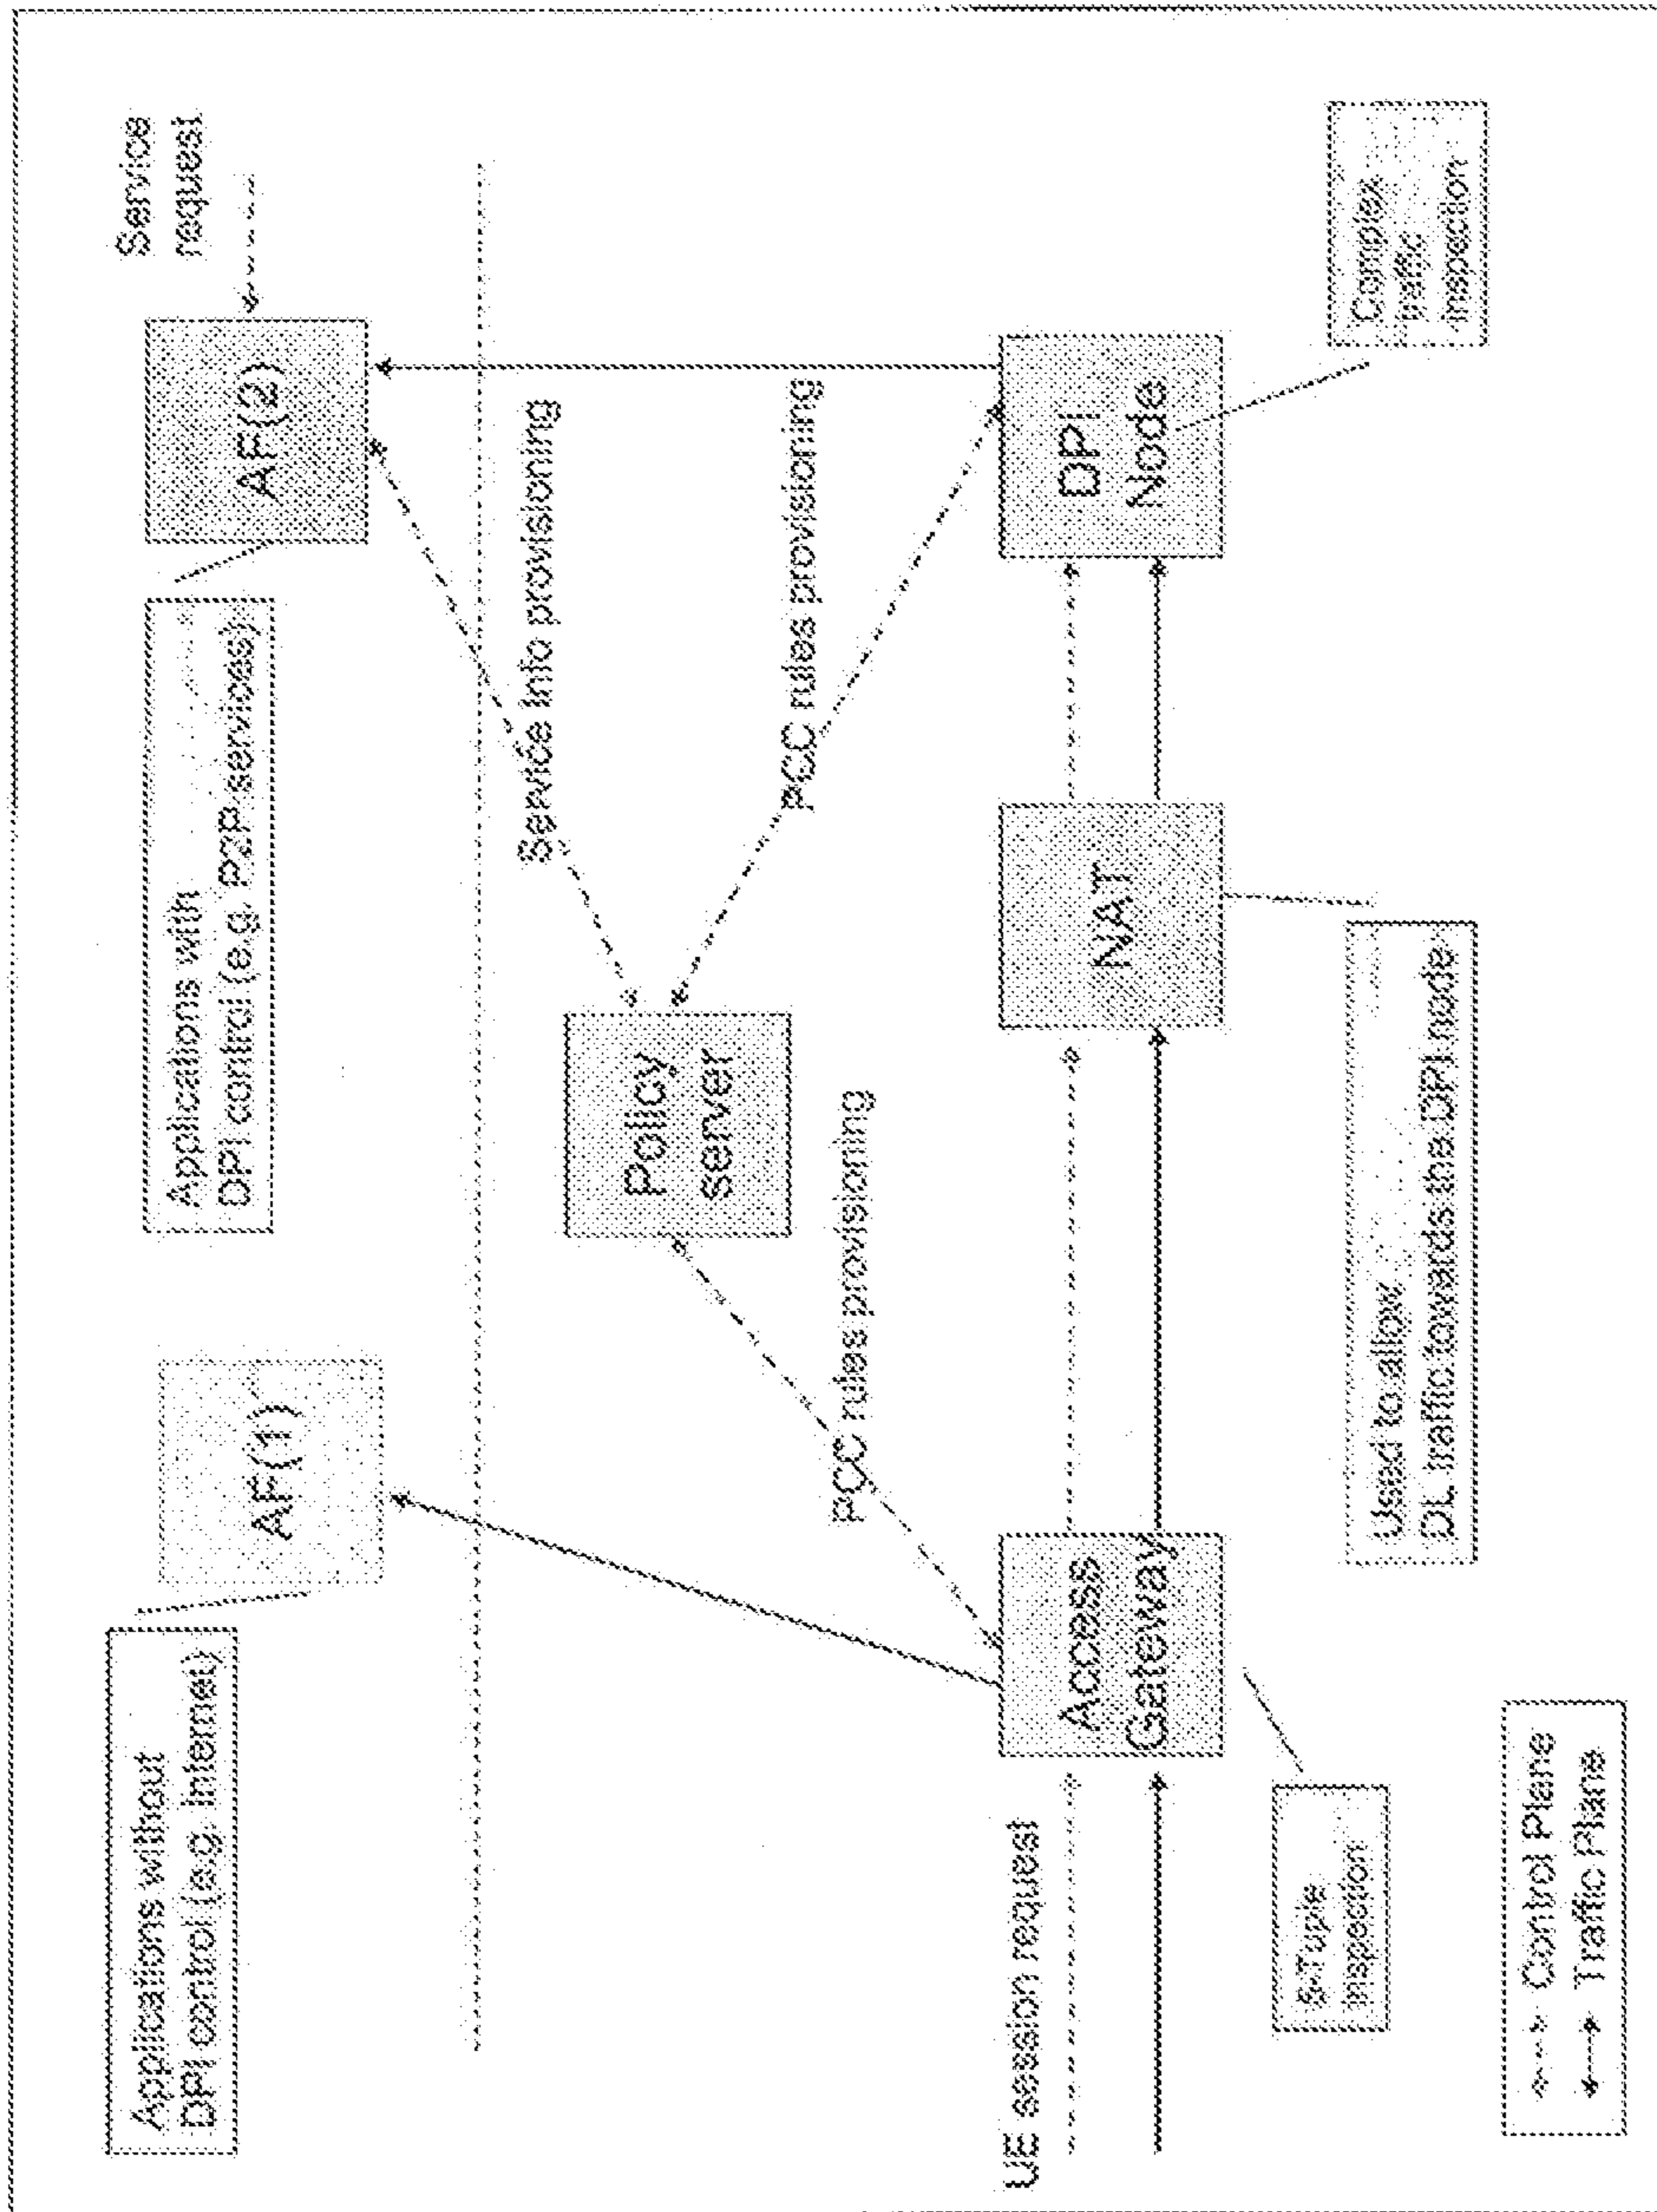 Applications without
DPI control (e.g. Internet)
AF(1)
Applications with
DPI control (e.g. P2P services)
AF(2)
Service
request
Service info provisioning
Policy
server
PCC rules provisioning
PCC rules provisioning
UE session request
Access
Gateway
NAT
DPI
Node
5-Tuple
inspection
Used to allow
DL traffic towards the DPI node
Complex
traffic
inspection
Control Plane
Traffic Plane